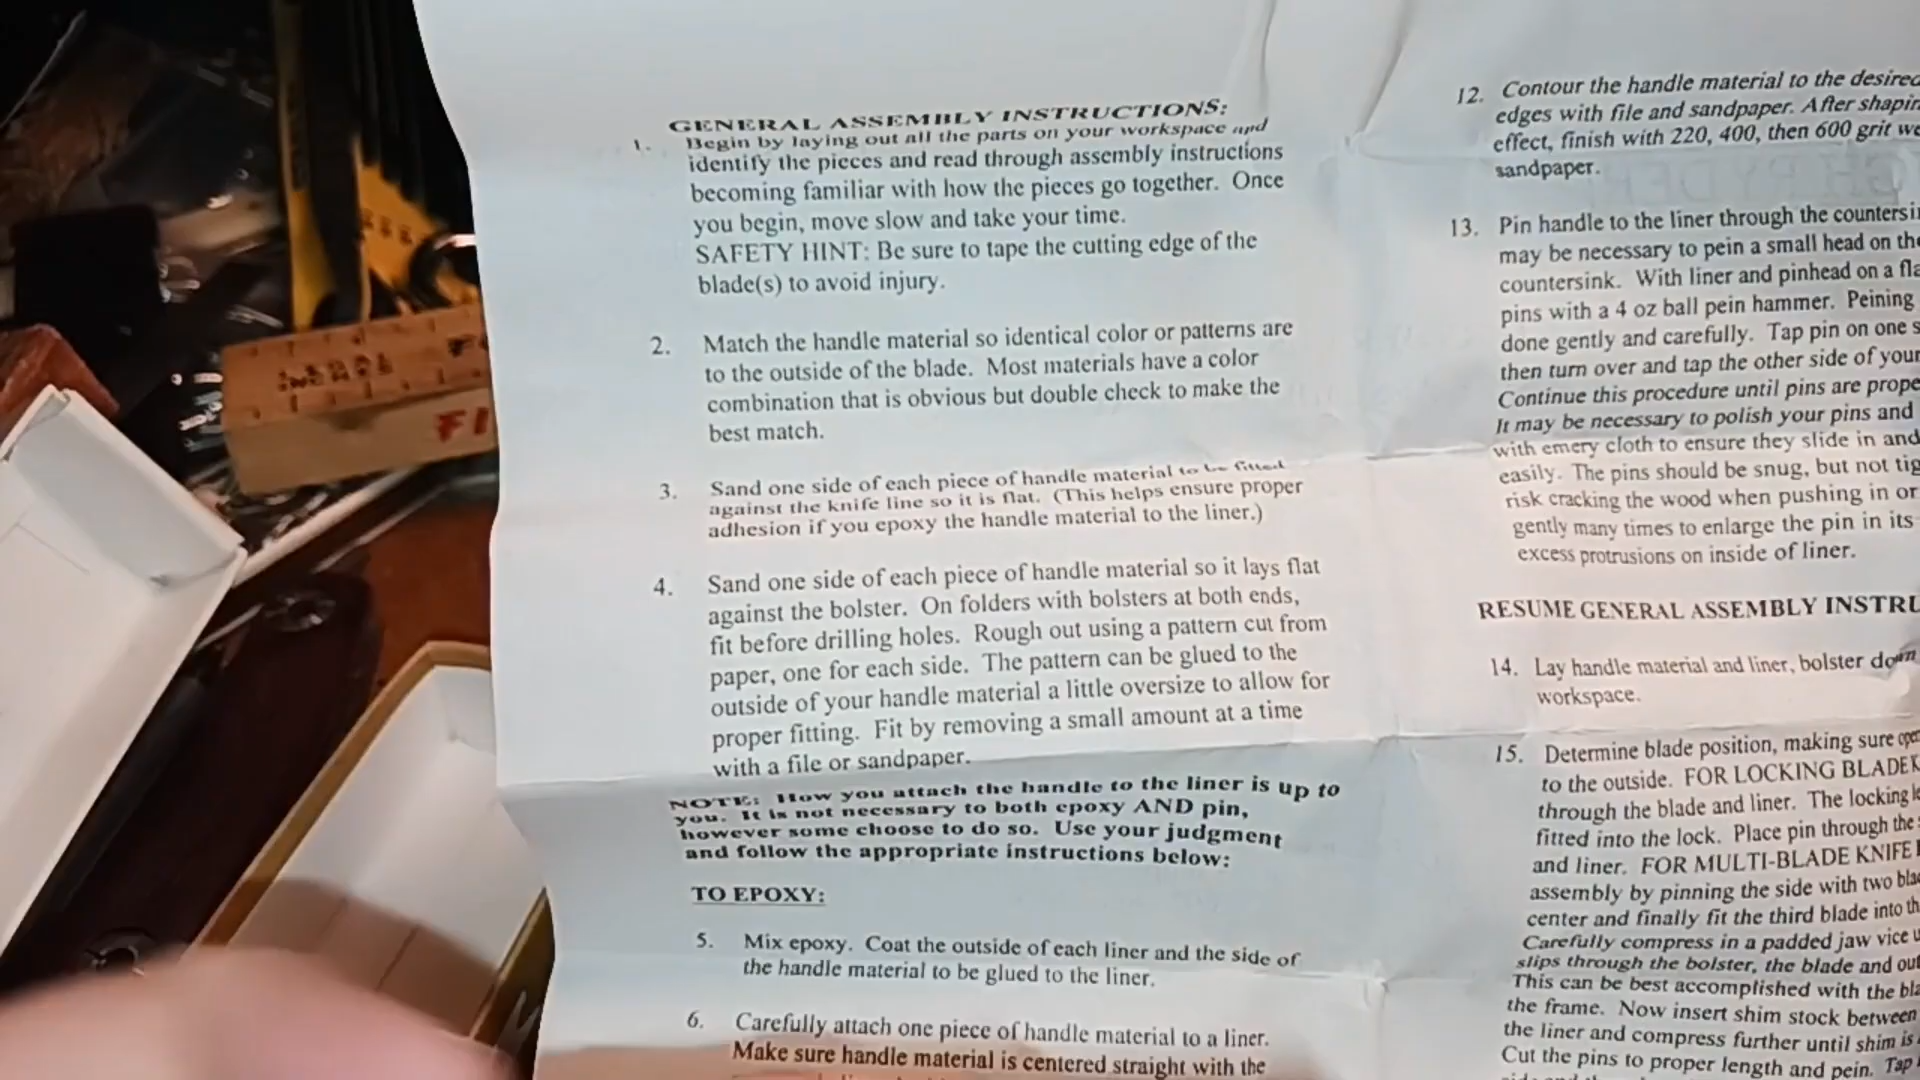 GENERAL ASSEMBLY INSTRUCTIONS:
1. Begin by laying out all the parts on your workspace and
identify the pieces and read through assembly instructions
becoming familiar with how the pieces go together. Once
you begin, move slow and take your time.
SAFETY HINT: Be sure to tape the cutting edge of the
blade(s) to avoid injury.
2. Match the handle material so identical color or patterns are
to the outside of the blade. Most materials have a color
combination that is obvious but double check to make the
best match.
3. Sand one side of each piece of handle material to be fitted
against the knife line so it is flat. (This helps ensure proper
adhesion if you epoxy the handle material to the liner.)
4. Sand one side of each piece of handle material so it lays flat
against the bolster. On folders with bolsters at both ends,
fit before drilling holes. Rough out using a pattern cut from
paper, one for each side. The pattern can be glued to the
outside of your handle material a little oversize to allow for
proper fitting. Fit by removing a small amount at a time
with a file or sandpaper.
NOTE: How you attach the handle to the liner is up to
you. It is not necessary to both epoxy AND pin,
however some choose to do so. Use your judgment
and follow the appropriate instructions below:
TO EPOXY:
5. Mix epoxy. Coat the outside of each liner and the side of
the handle material to be glued to the liner.
6. Carefully attach one piece of handle material to a liner.
Make sure handle material is centered straight with the
12. Contour the handle material to the desired
edges with file and sandpaper. After shapin
effect, finish with 220, 400, then 600 grit we
sandpaper.
13. Pin handle to the liner through the countersi
may be necessary to pein a small head on the
countersink. With liner and pinhead on a fla
pins with a 4 oz ball pein hammer. Peining
done gently and carefully. Tap pin on one s
then turn over and tap the other side of your
Continue this procedure until pins are prope
It may be necessary to polish your pins and
with emery cloth to ensure they slide in and
easily. The pins should be snug, but not tig
risk cracking the wood when pushing in or
gently many times to enlarge the pin in its
excess protrusions on inside of liner.
RESUME GENERAL ASSEMBLY INSTRU
14. Lay handle material and liner, bolster down
workspace.
15. Determine blade position, making sure open
to the outside. FOR LOCKING BLADE K
through the blade and liner. The locking le
fitted into the lock. Place pin through the
and liner. FOR MULTI-BLADE KNIFE
assembly by pinning the side with two bla
center and finally fit the third blade into th
Carefully compress in a padded jaw vice u
slips through the bolster, the blade and out
This can be best accomplished with the bla
the frame. Now insert shim stock between
the liner and compress further until shim is
Cut the pins to proper length and pein. Tap
FI